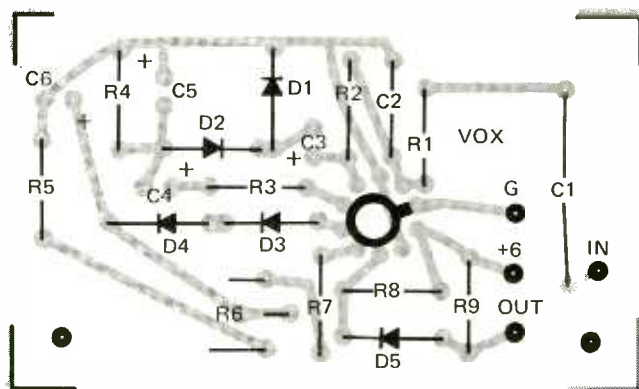 C6
R4
+
C5
D1
R2
C2
R1
VOX
D2
C3
+
+
+
R5
C4
R3
G
C1
D4
D3
+6
IN
R6
R7
R8
R9
OUT
D5